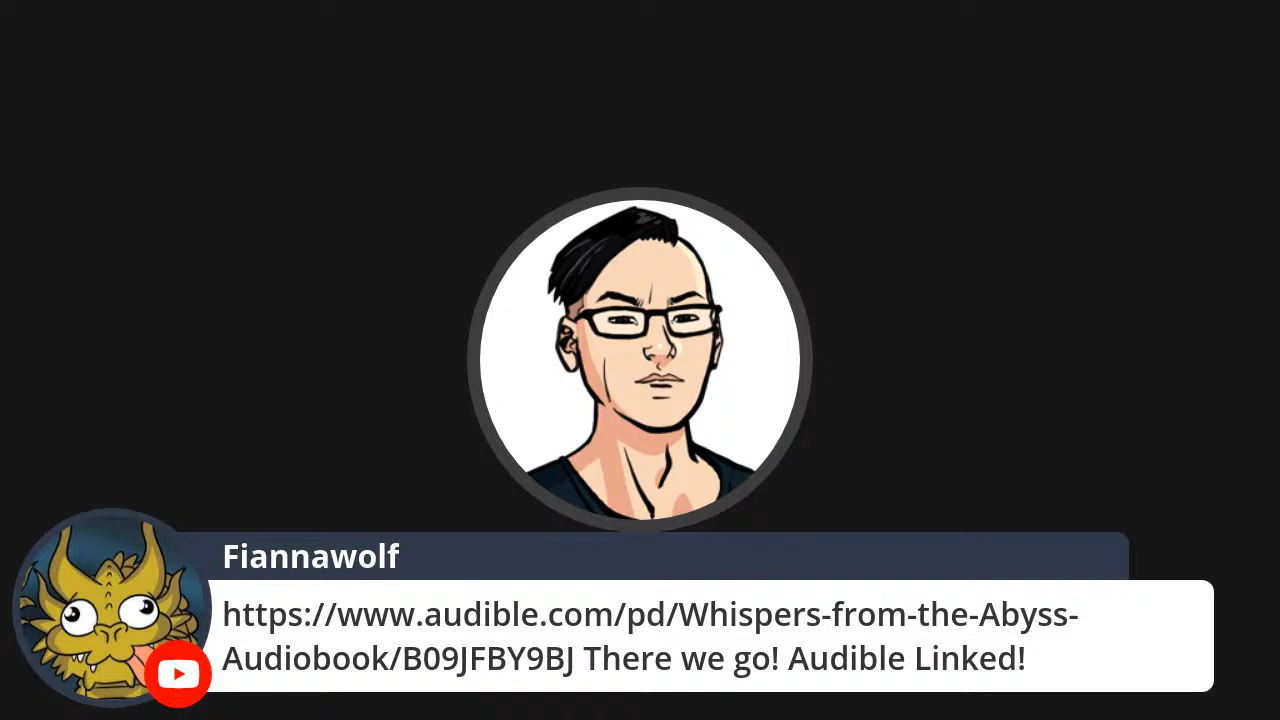 Fiannawolf
https://www.audible.com/pd/Whispers-from-the-Abyss-
Audiobook/B09JFBY9BJ There we go! Audible Linked!